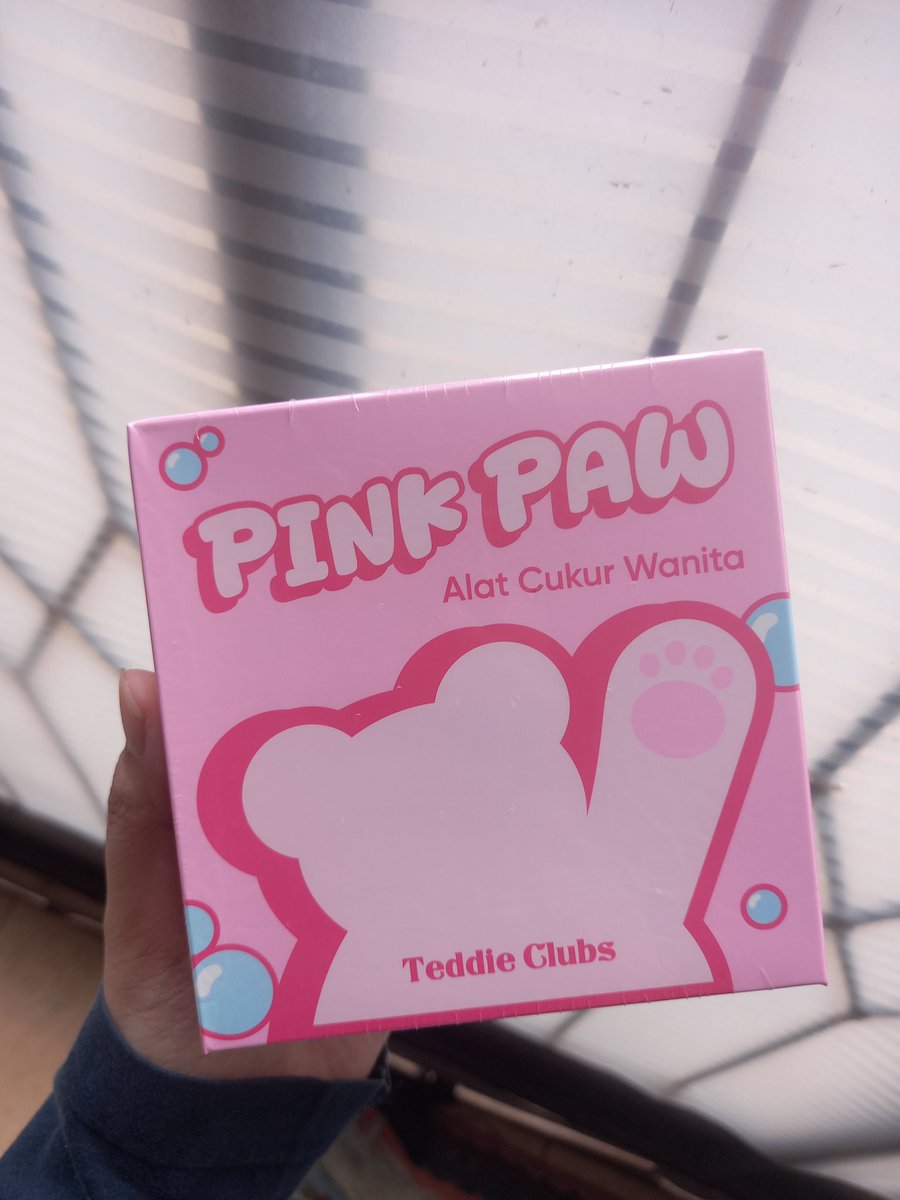 PINK PAW
Alat Cukur Wanita
Teddie Clubs